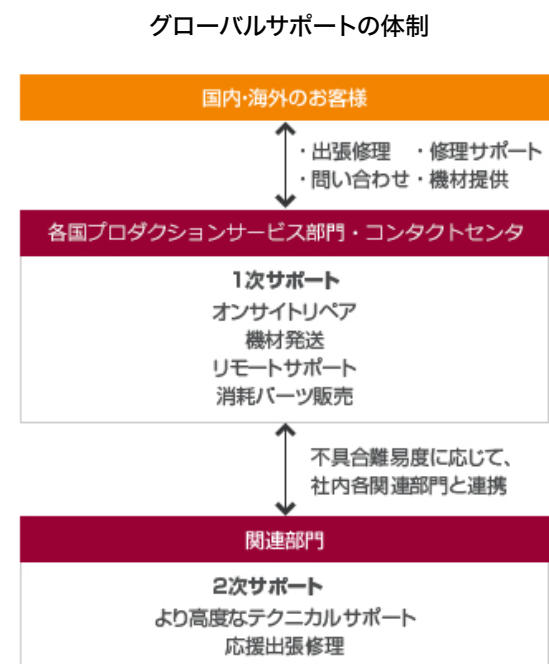 グローバルサポートの体制
国内・海外のお客様
・出張修理 ・修理サポート
・問い合わせ・機材提供
各国プロダクションサービス部門・コンタクトセンタ
1次サポート
オンサイトリペア
機材発送
リモートサポート
消耗パーツ販売
不具合難易度に応じて、
社内各関連部門と連携
関連部門
2次サポート
より高度なテクニカルサポート
応援出張修理